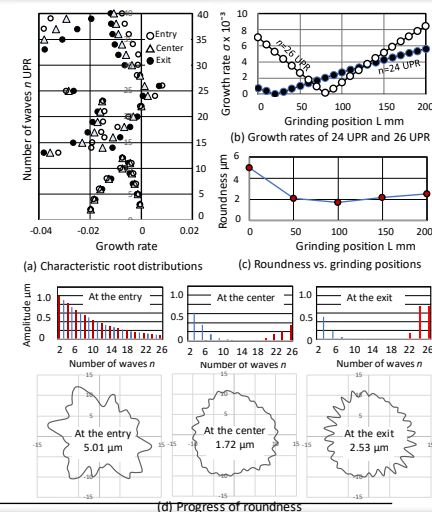 40
35
30
25
20
15
10
5
0
Number of waves n UPR
Entry
Center
Exit
-0.04
-0.02
0
0.02
Growth rate
(a) Characteristic root distributions
Growth rate σ x 10⁻³
10
8
6
4
2
0
n=26 UPR
n=24 UPR
0
50
100
150
200
Grinding position L mm
(b) Growth rates of 24 UPR and 26 UPR
Roundness µm
6
4
2
0
0
50
100
150
200
Grinding position L mm
(c) Roundness vs. grinding positions
Amplitude µm
1.0
0.5
0
At the entry
2 6 10 14 18 22 26
Number of waves n
1.0
0.5
0
At the center
2 6 10 14 18 22 26
Number of waves n
1.0
0.5
0
At the exit
2 6 10 14 18 22 26
Number of waves n
15
5
-15
15
-15
At the entry
5.01 µm
15
5
-15
15
-15
At the center
1.72 µm
15
5
-15
15
-15
At the exit
2.53 µm
(d) Progress of roundness